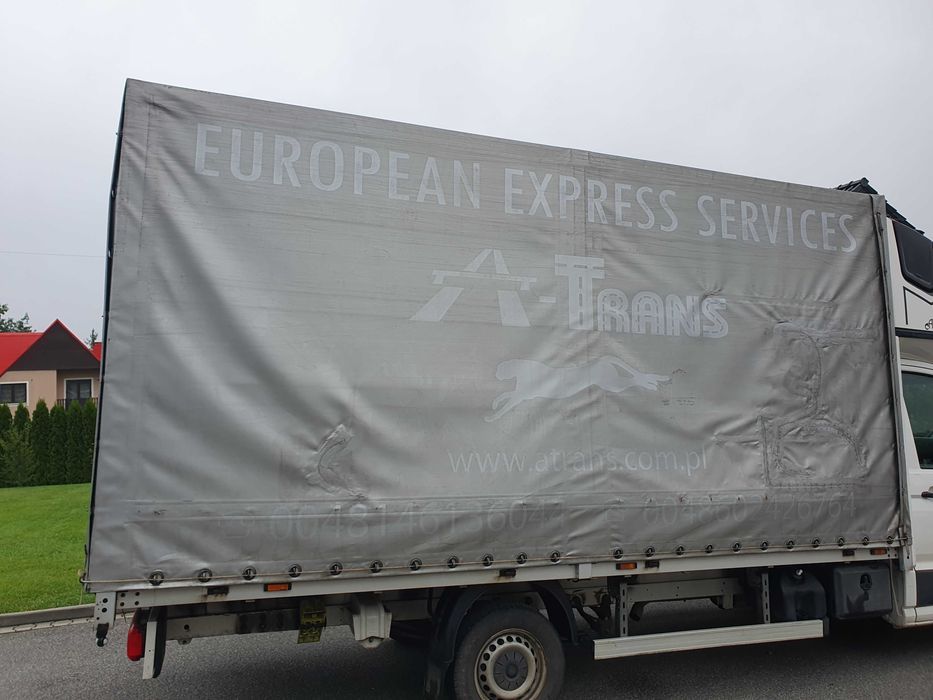 EUROPEAN EXPRESS SERVICES
A-TRANS
www.atrans.com.pl